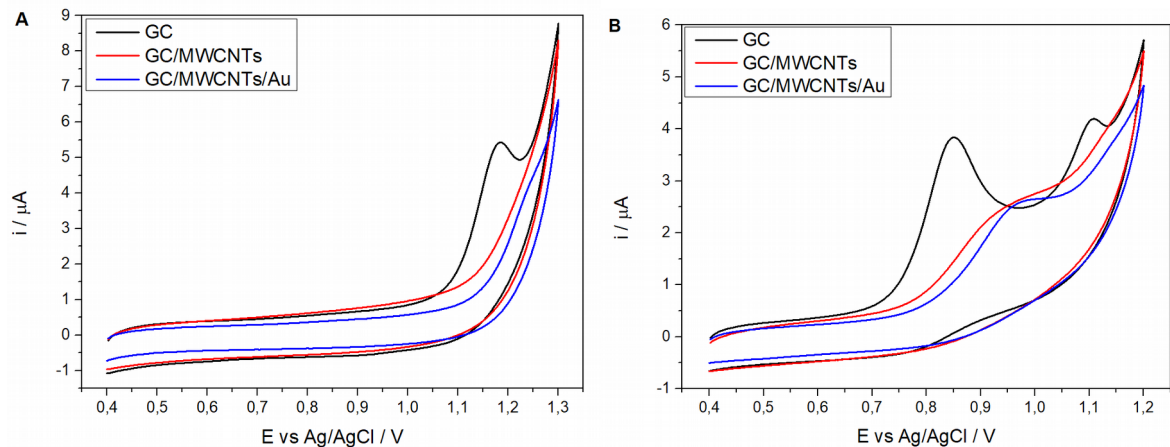 A
GC
GC/MWCNTs
GC/MWCNTs/Au
9
8
7
6
5
4
3
2
1
0
-1
i / μA
0,4 0,5 0,6 0,7 0,8 0,9 1,0 1,1 1,2 1,3
E vs Ag/AgCl / V
B
GC
GC/MWCNTs
GC/MWCNTs/Au
6
5
4
3
2
1
0
-1
i / μA
0,4 0,5 0,6 0,7 0,8 0,9 1,0 1,1 1,2
E vs Ag/AgCl / V